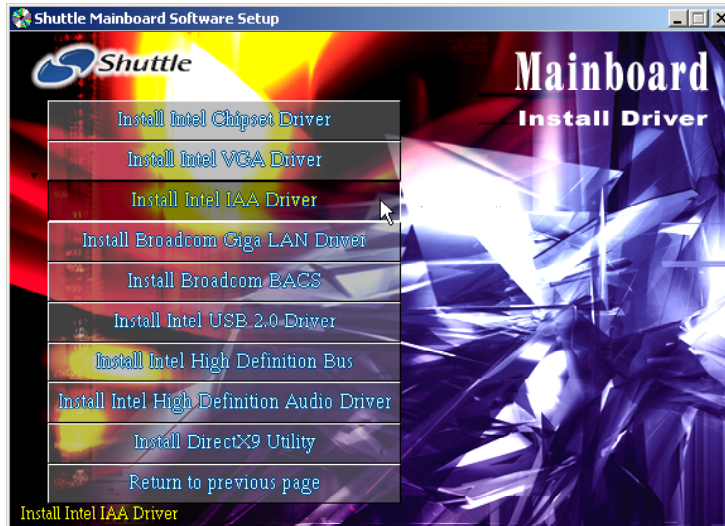 Shuttle Mainboard Software Setup
Shuttle
Mainboard
Install Driver
Install Intel Chipset Driver
Install Intel VGA Driver
Install Intel IAA Driver
Install Broadcom Giga LAN Driver
Install Broadcom BACS
Install Intel USB 2.0 Driver
Install Intel High Definition Bus
Install Intel High Definition Audio Driver
Install DirectX9 Utility
Return to previous page
Install Intel IAA Driver